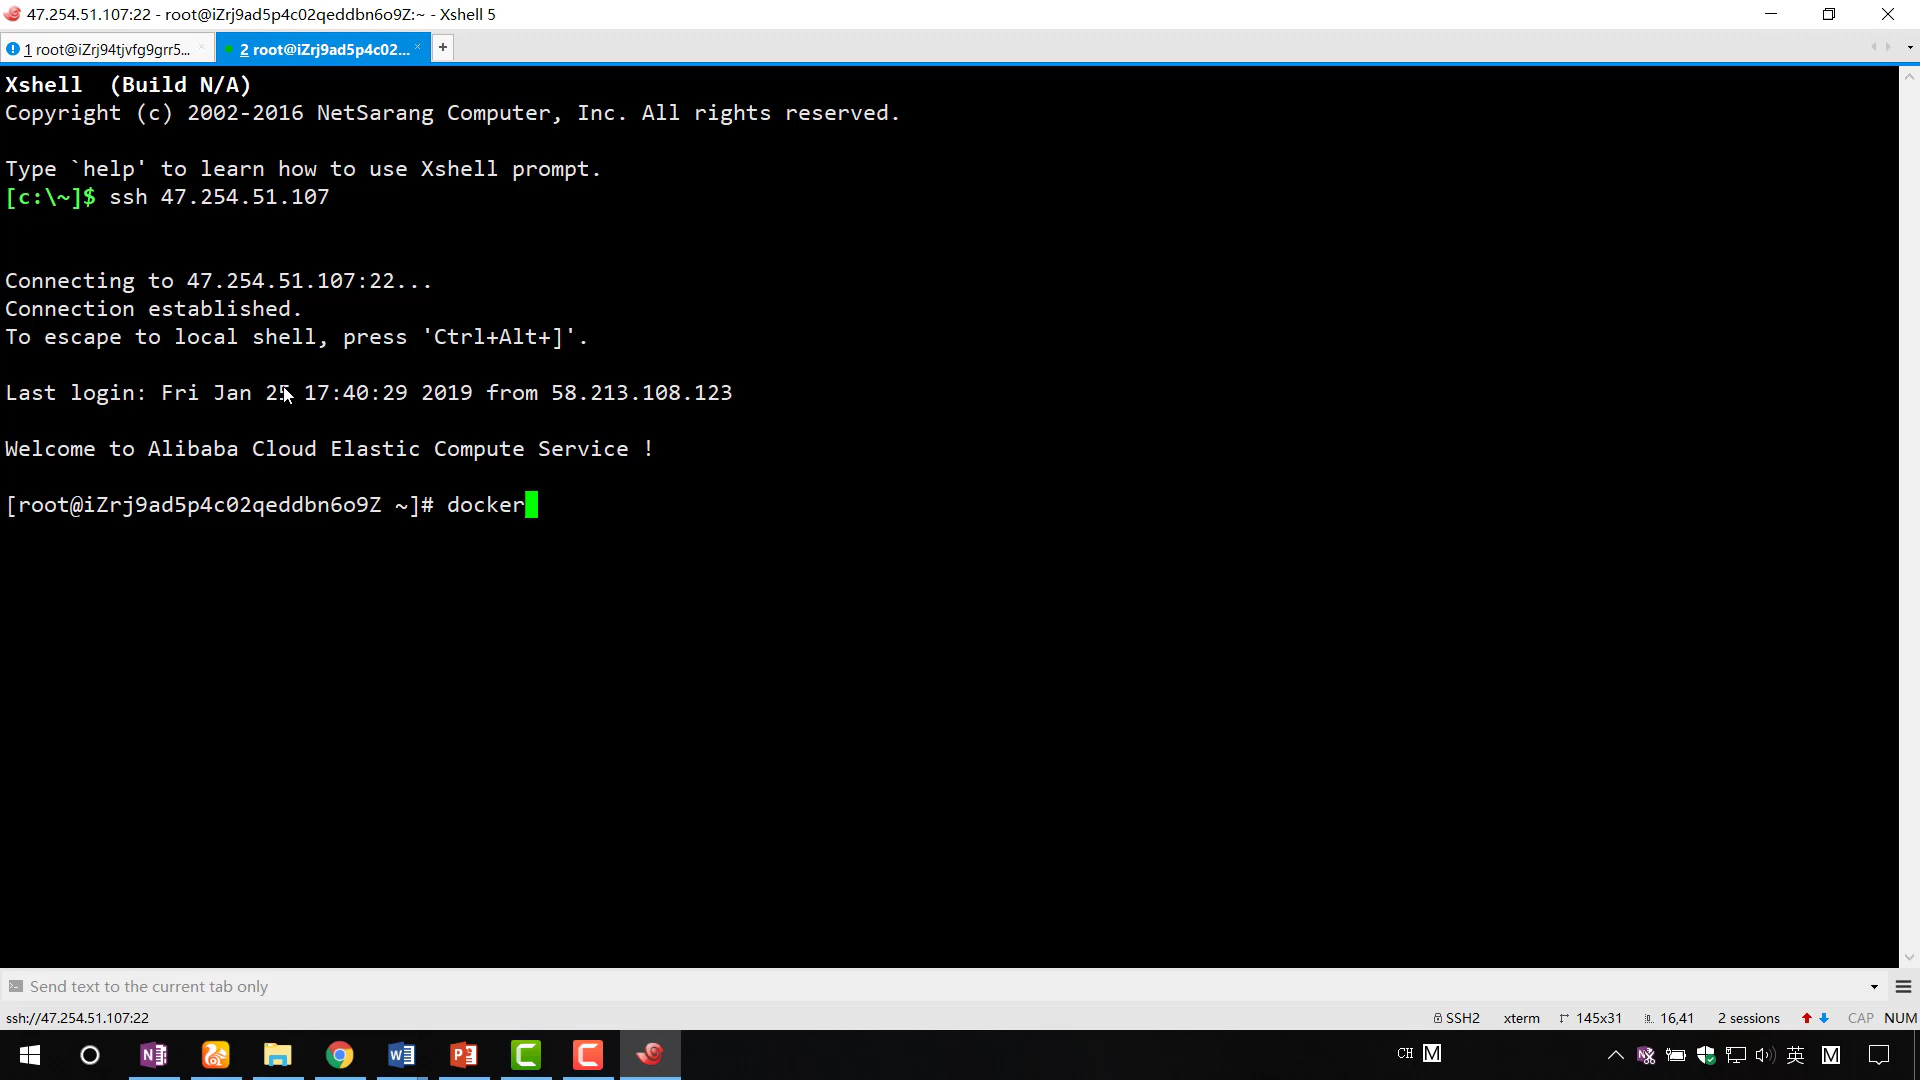 47.254.51.107:22 - root@iZrj9ad5p4c02qeddbn6o9Z:~ - Xshell 5
1 root@iZrj94tjvfg9grr5...
2 root@iZrj9ad5p4c02...
+
Xshell (Build N/A)
Copyright (c) 2002-2016 NetSarang Computer, Inc. All rights reserved.
Type `help' to learn how to use Xshell prompt.
[c:\~]$ ssh 47.254.51.107
Connecting to 47.254.51.107:22...
Connection established.
To escape to local shell, press 'Ctrl+Alt+]'.
Last login: Fri Jan 25 17:40:29 2019 from 58.213.108.123
Welcome to Alibaba Cloud Elastic Compute Service !
[root@iZrj9ad5p4c02qeddbn6o9Z ~]# docker
Send text to the current tab only
ssh://47.254.51.107:22
SSH2
xterm
145x31
16,41
2 sessions
CAP
NUM
CH M
英
M